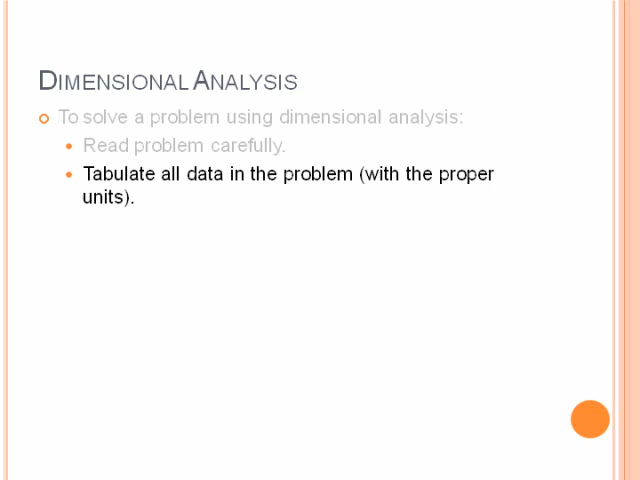 DIMENSIONAL ANALYSIS
To solve a problem using dimensional analysis:
Read problem carefully.
Tabulate all data in the problem (with the proper
units).